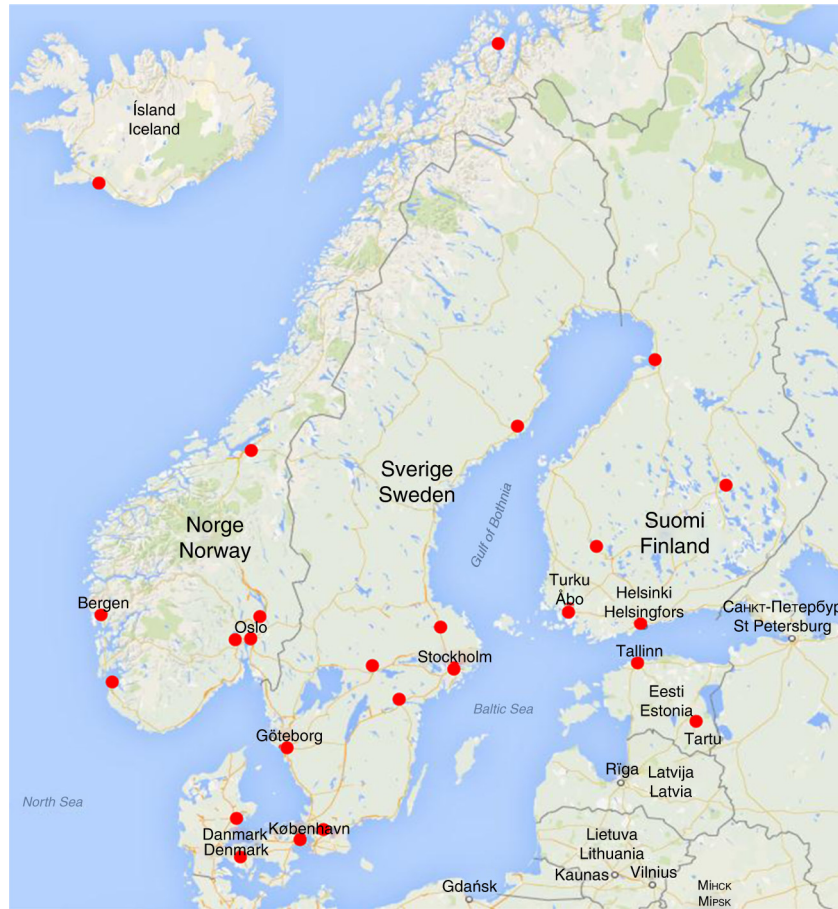 Ísland
Iceland
Sverige
Sweden
Gulf of Bothnia
Norge
Norway
Suomi
Finland
Turku
Åbo
Helsinki
Helsingfors
Санкт-Петербур
St Petersburg
Bergen
Oslo
Stockholm
Tallinn
Eesti
Estonia
Baltic Sea
Tartu
Göteborg
Rïga
Latvija
Latvia
North Sea
Danmark
Denmark
København
Lietuva
Lithuania
Kaunas
Vilnius
Gdańsk
Мінск
Мiрsк